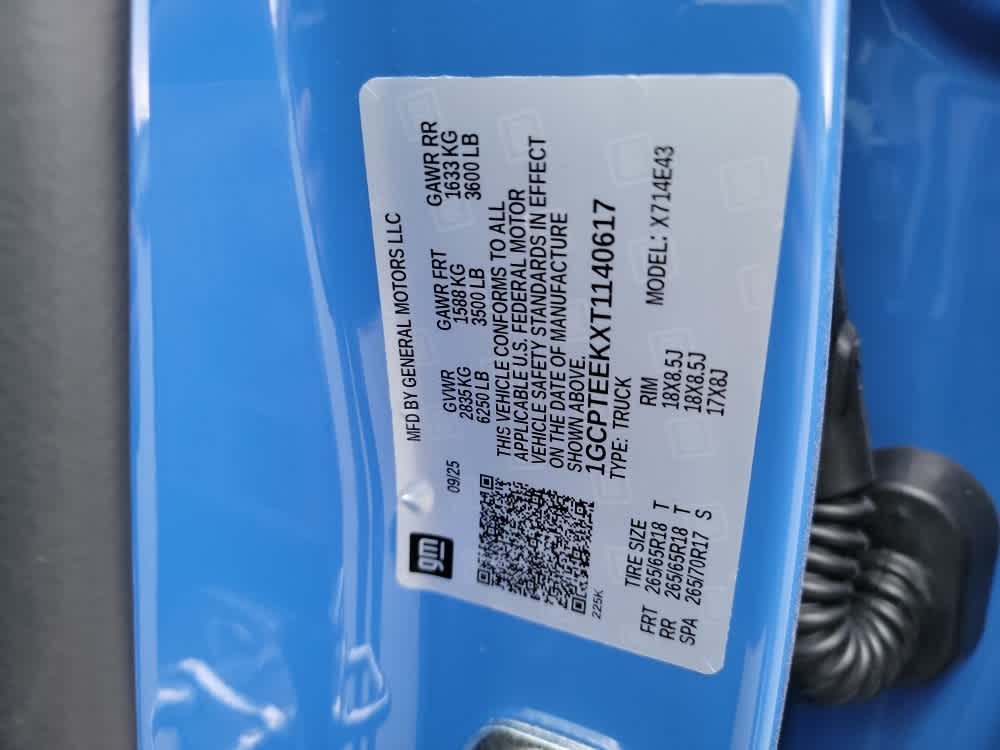 gm
09/25
MFD BY GENERAL MOTORS LLC
GVWR GAWR FRT GAWR RR
2835 KG 1588 KG 1633 KG
6250 LB 3500 LB 3600 LB
THIS VEHICLE CONFORMS TO ALL
APPLICABLE U.S. FEDERAL MOTOR
VEHICLE SAFETY STANDARDS IN EFFECT
ON THE DATE OF MANUFACTURE
SHOWN ABOVE.
1GCPTEEKXT1140617
TYPE: TRUCK
225K
TIRE SIZE RIM MODEL: X714E43
FRT 265/65R18 T 18X8.5J
RR 265/65R18 T 18X8.5J
SPA 265/70R17 S 17X8J